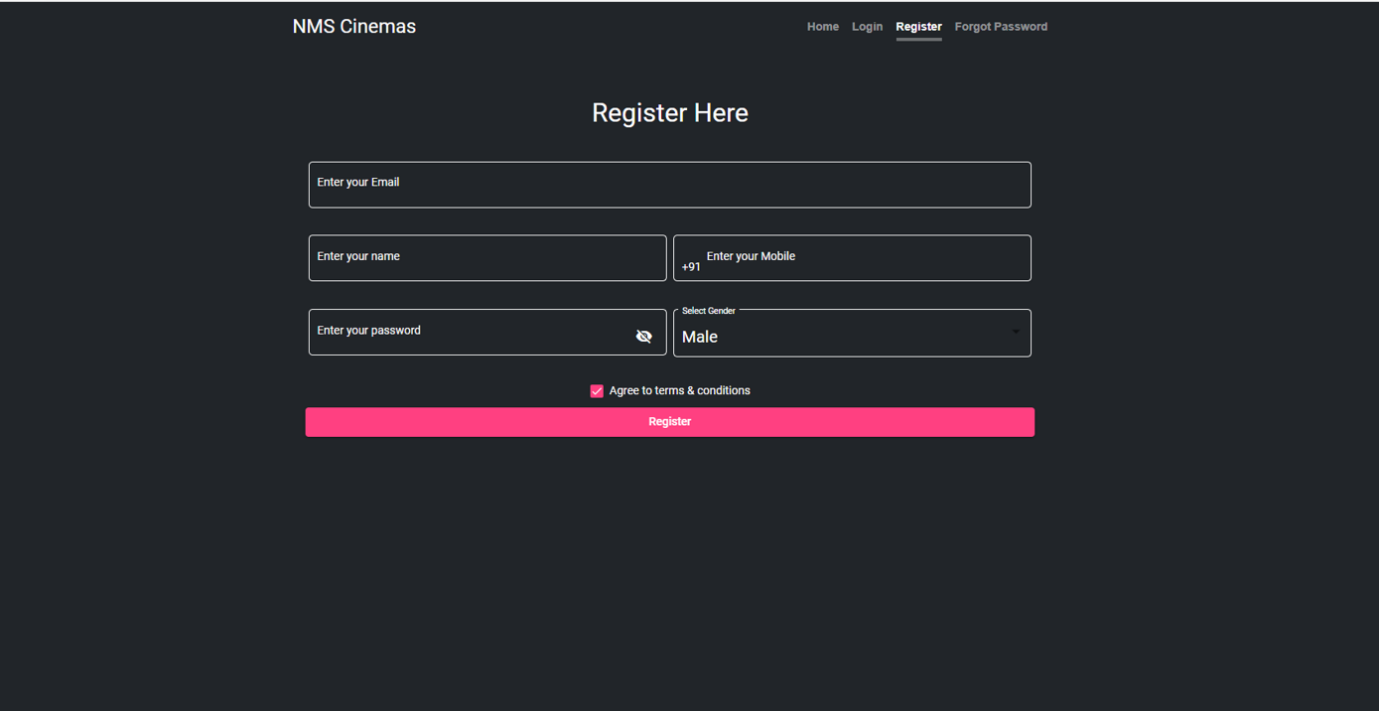 NMS Cinemas
Home Login Register Forgot Password
Register Here
Enter your Email
Enter your name
+91 Enter your Mobile
Enter your password
Select Gender
Male
Agree to terms & conditions
Register